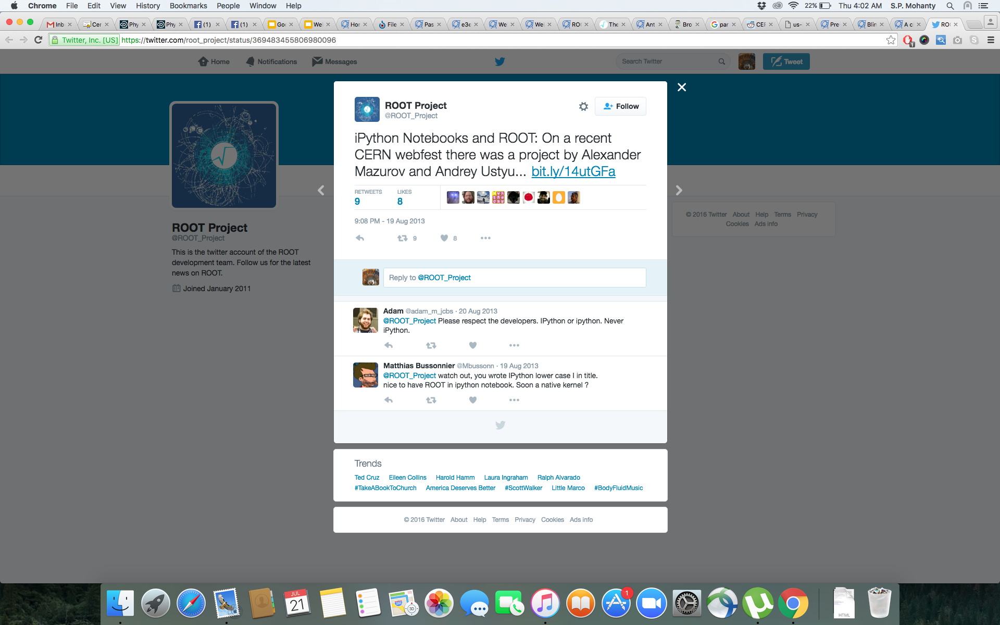 Chrome File Edit View History Bookmarks People Window Help 22% Thu 4:02 AM S.P. Mohanty
Inb Cer Phy Phy (1) (1) Goo Wel Hor File Pas e3e We Wel RO The Ant Bro par CEF us- Pre Blin A c RO
Twitter, Inc. [US] https://twitter.com/root_project/status/369483455806980096
Home Notifications Messages Search Twitter Tweet
ROOT Project
@ROOT_Project
Follow
iPython Notebooks and ROOT: On a recent
CERN webfest there was a project by Alexander
Mazurov and Andrey Ustyu... bit.ly/14utGFa
RETWEETS LIKES
9 8
9:08 PM - 19 Aug 2013
9 8
Reply to @ROOT_Project
Adam @adam_m_jcbs · 20 Aug 2013
@ROOT_Project Please respect the developers. IPython or ipython. Never
iPython.
Matthias Bussonnier @Mbussonn · 19 Aug 2013
@ROOT_Project watch out, you wrote IPython lower case I in title.
nice to have ROOT in ipython notebook. Soon a native kernel ?
Trends
Ted Cruz Eileen Collins Harold Hamm Laura Ingraham Ralph Alvarado
#TakeABookToChurch America Deserves Better #ScottWalker Little Marco #BodyFluidMusic
© 2016 Twitter About Help Terms Privacy Cookies Ads info
ROOT Project
@ROOT_Project
This is the twitter account of the ROOT
development team. Follow us for the latest
news on ROOT.
Joined January 2011
© 2016 Twitter About Help Terms Privacy
Cookies Ads info
JUL
21
3D
1
HTML